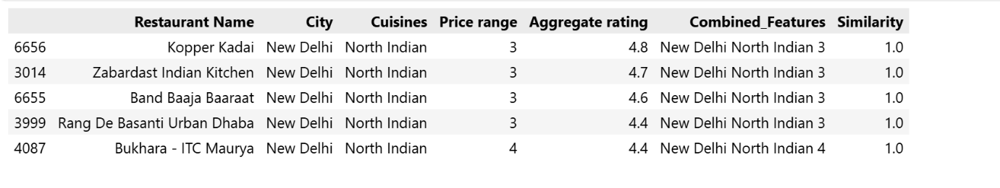 Restaurant Name City Cuisines Price range Aggregate rating Combined_Features Similarity
6656 Kopper Kadai New Delhi North Indian 3 4.8 New Delhi North Indian 3 1.0
3014 Zabardast Indian Kitchen New Delhi North Indian 3 4.7 New Delhi North Indian 3 1.0
6655 Band Baaja Baaraat New Delhi North Indian 3 4.6 New Delhi North Indian 3 1.0
3999 Rang De Basanti Urban Dhaba New Delhi North Indian 3 4.4 New Delhi North Indian 3 1.0
4087 Bukhara - ITC Maurya New Delhi North Indian 4 4.4 New Delhi North Indian 4 1.0